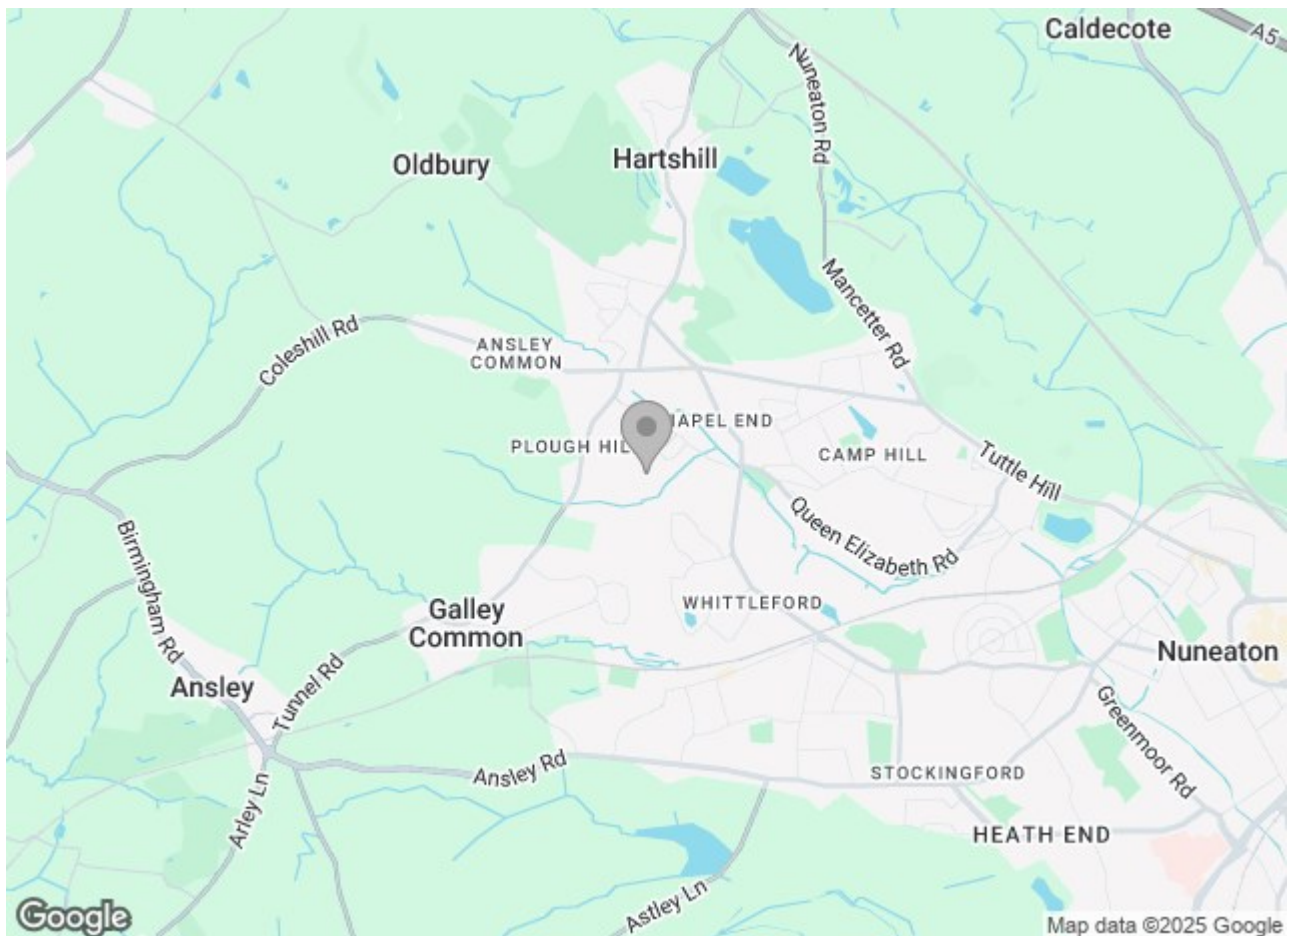 Caldecote
A5
Nuneaton Rd
Oldbury
Hartshill
Mancetter Rd
Coleshill Rd
ANSLEY
COMMON
HAPEL END
PLOUGH HIL
CAMP HILL
Tuttle Hill
Queen Elizabeth Rd
Birmingham Rd
Galley
Common
WHITTLEFORD
Nuneaton
Ansley
Tunnel Rd
Greenmoor Rd
Ansley Rd
STOCKINGFORD
Arley Ln
HEATH END
Astley Ln
Google
Map data ©2025 Google